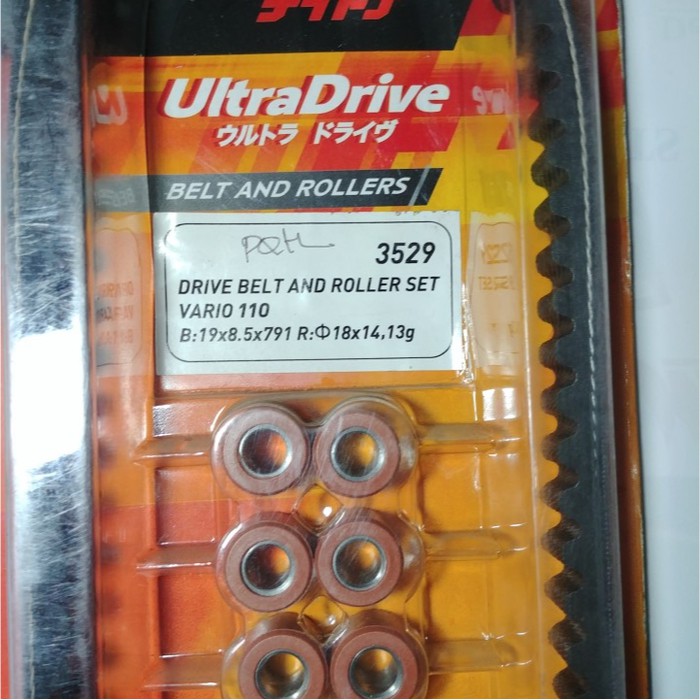 UltraDrive
ウルトラ ドライヴ
BELT AND ROLLERS
3529
DRIVE BELT AND ROLLER SET
VARIO 110
B:19x8.5x791 R:Φ18x14,13g